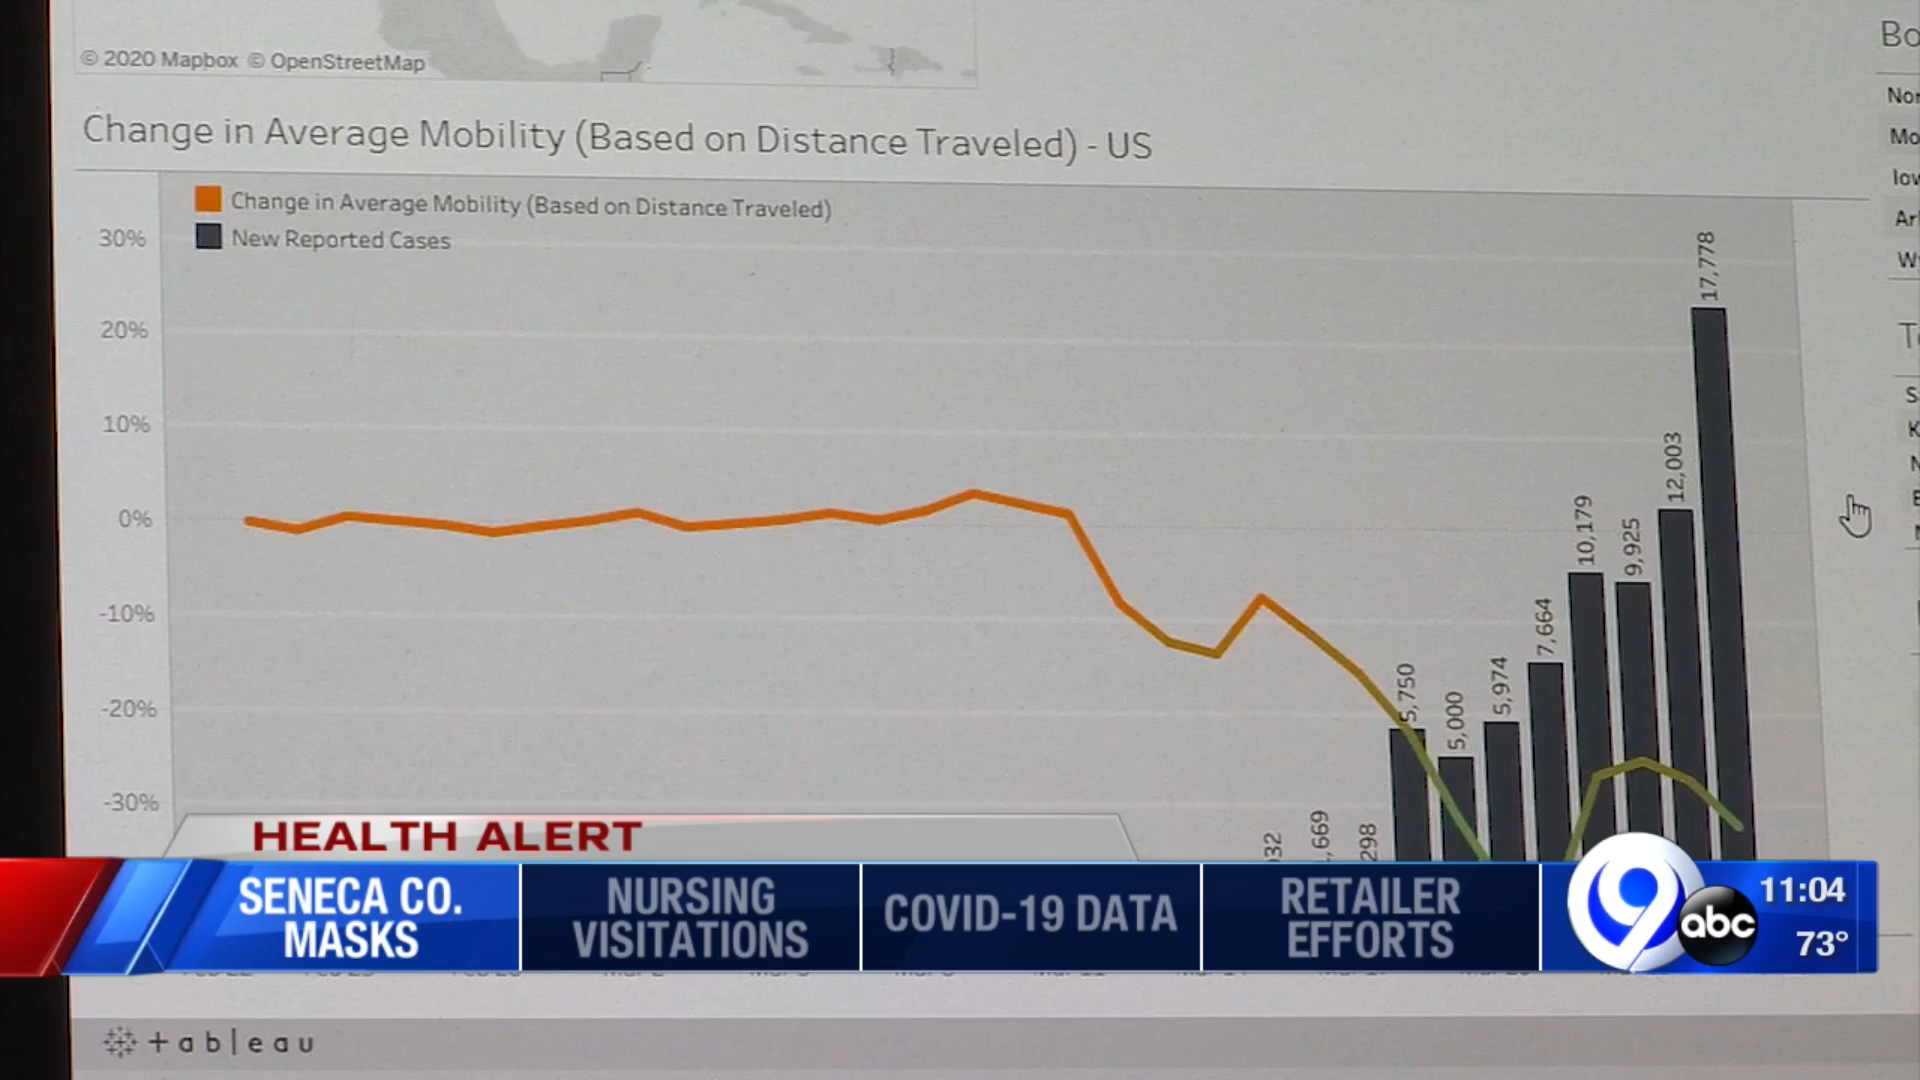 © 2020 Mapbox © OpenStreetMap
Change in Average Mobility (Based on Distance Traveled) - US
Change in Average Mobility (Based on Distance Traveled)
New Reported Cases
30%
20%
10%
0%
-10%
-20%
-30%
5,750
5,000
5,974
7,664
10,179
9,925
12,003
17,778
HEALTH ALERT
SENECA CO.
MASKS
NURSING
VISITATIONS
COVID-19 DATA
RETAILER
EFFORTS
9
abc
11:04
73°
+ableau